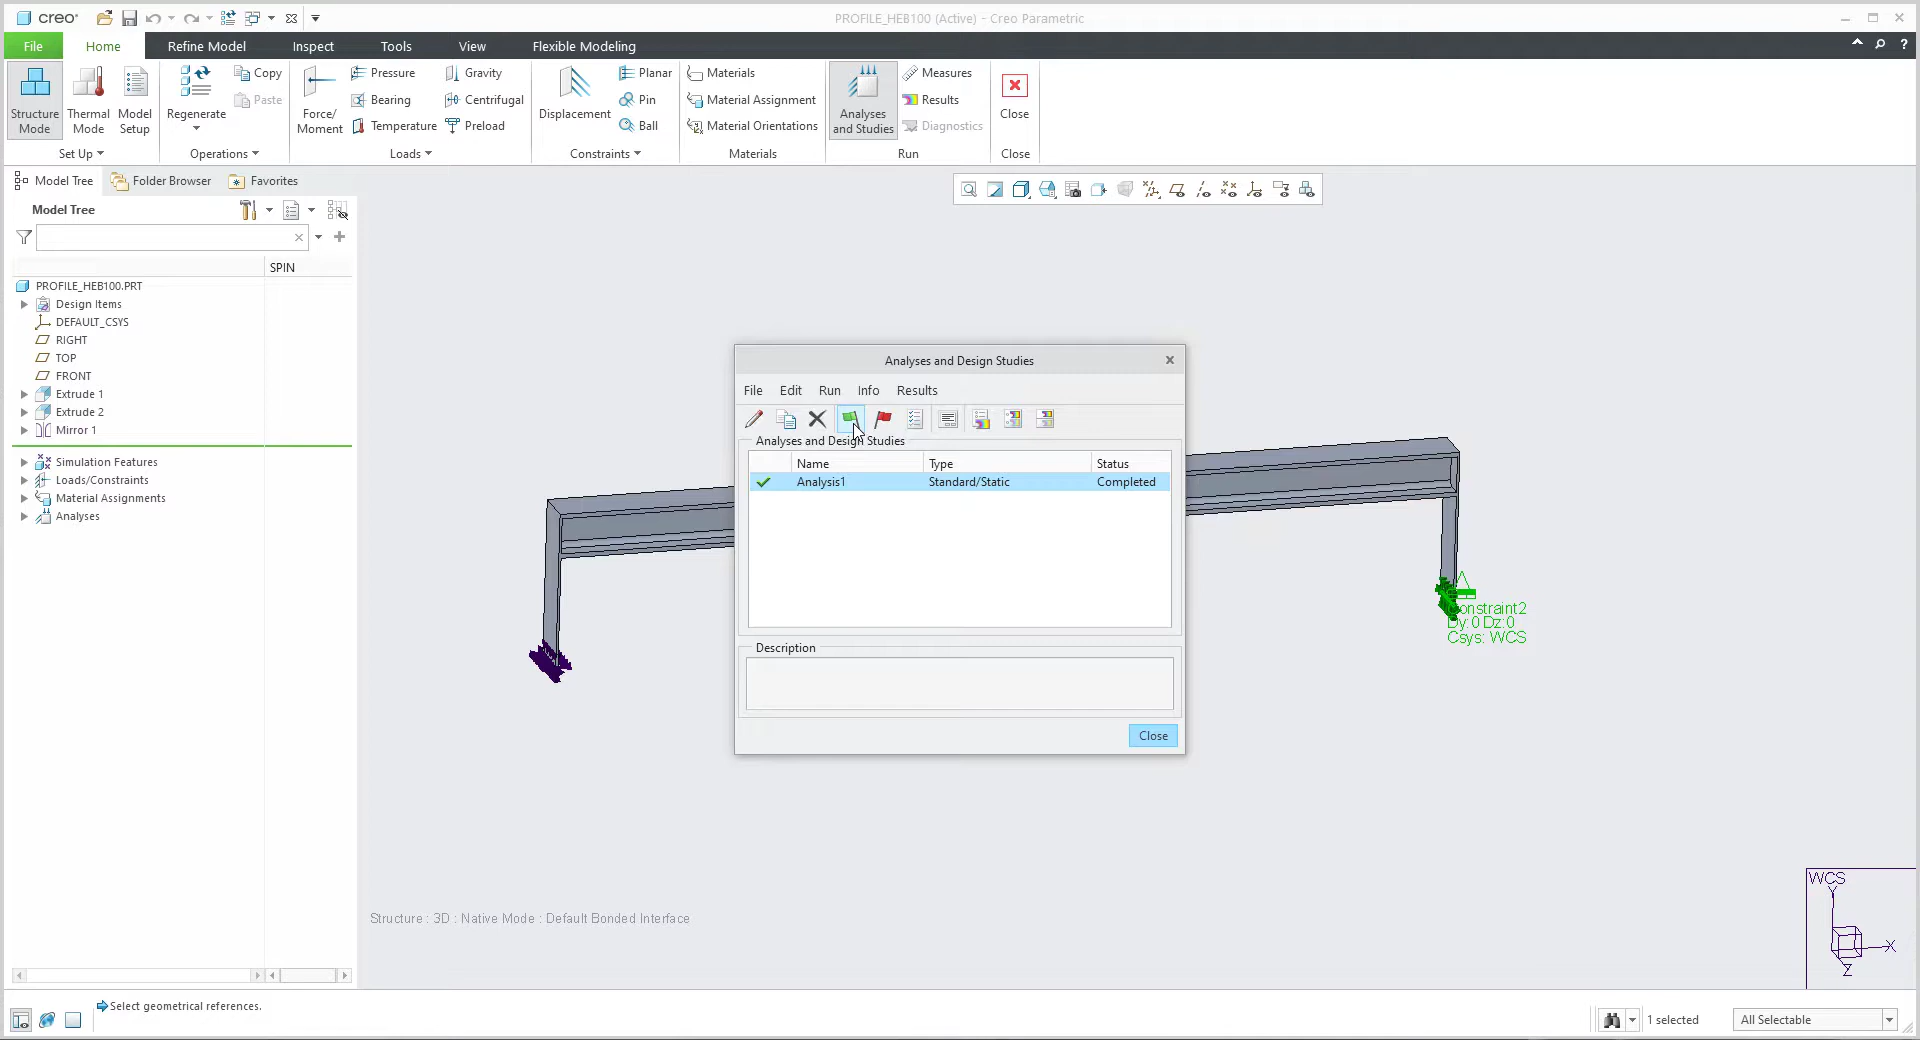 creo
PROFILE_HEB100 (Active) - Creo Parametric
File
Home
Refine Model
Inspect
Tools
View
Flexible Modeling
Structure
Mode
Thermal
Mode
Model
Setup
Set Up
Regenerate
Copy
Paste
Operations
Force/
Moment
Pressure
Bearing
Temperature
Gravity
Centrifugal
Preload
Loads
Displacement
Planar
Pin
Ball
Constraints
Materials
Material Assignment
Material Orientations
Materials
Analyses
and Studies
Measures
Results
Diagnostics
Run
Close
Close
Model Tree
Folder Browser
Favorites
Model Tree
SPIN
PROFILE_HEB100.PRT
Design Items
DEFAULT_CSYS
RIGHT
TOP
FRONT
Extrude 1
Extrude 2
Mirror 1
Simulation Features
Loads/Constraints
Material Assignments
Analyses
Analyses and Design Studies
File
Edit
Run
Info
Results
Analyses and Design Studies
Name
Type
Status
Analysis1
Standard/Static
Completed
Description
Close
onstraint2
Dy: 0 Dz: 0
Csys: WCS
Structure : 3D : Native Mode : Default Bonded Interface
WCS
Y
X
Z
Select geometrical references.
1 selected
All Selectable